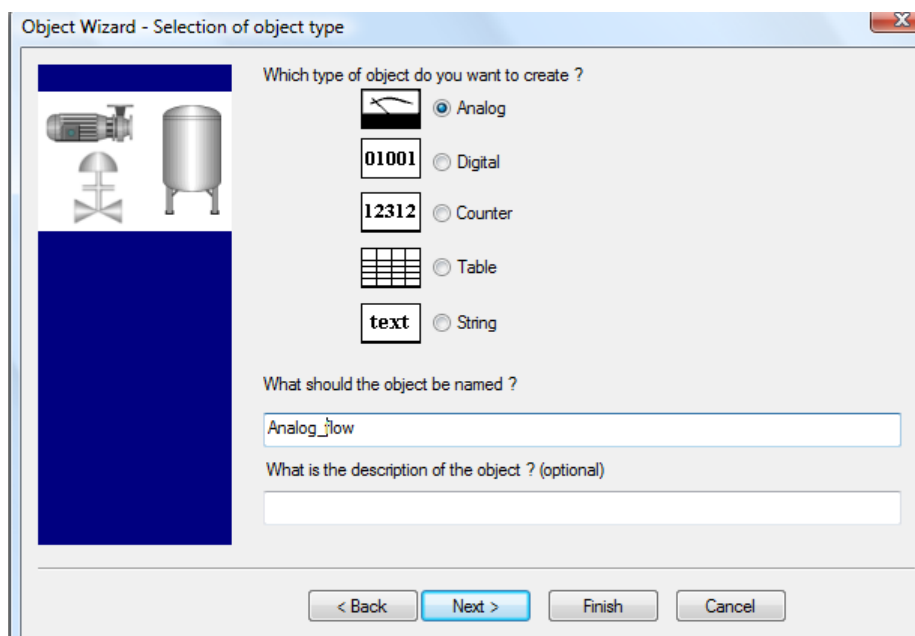 Object Wizard - Selection of object type
Which type of object do you want to create ?
Analog
01001 Digital
12312 Counter
Table
text String
What should the object be named ?
Analog_flow
What is the description of the object ? (optional)
< Back Next > Finish Cancel